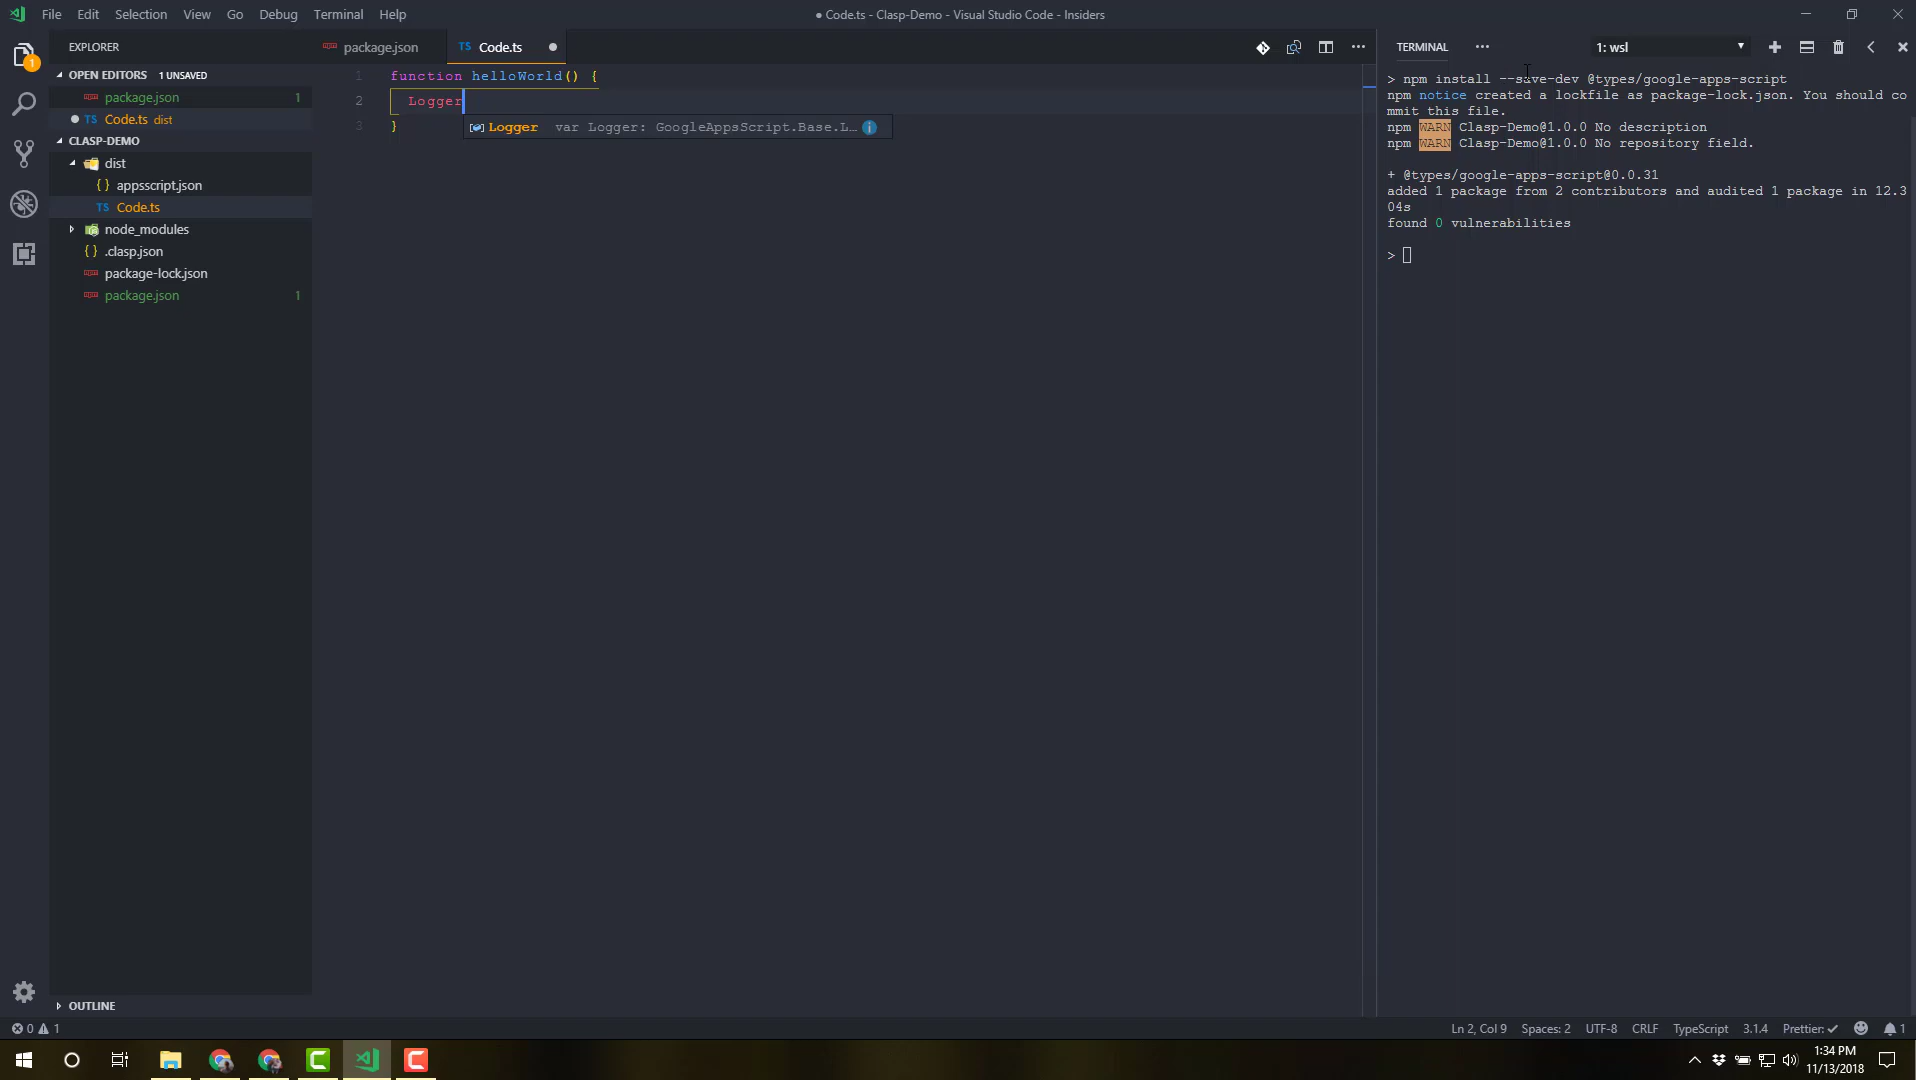 File Edit Selection View Go Debug Terminal Help
● Code.ts - Clasp-Demo - Visual Studio Code - Insiders
EXPLORER
OPEN EDITORS 1 UNSAVED
package.json 1
TS Code.ts dist
CLASP-DEMO
dist
{ } appsscript.json
TS Code.ts
node_modules
{ } .clasp.json
package-lock.json
package.json 1
OUTLINE
package.json
TS Code.ts
1 function helloWorld() {
2 Logger
3 }
Logger var Logger: GoogleAppsScript.Base.L…
TERMINAL
1: wsl
> npm install --save-dev @types/google-apps-script
npm notice created a lockfile as package-lock.json. You should co
mmit this file.
npm WARN Clasp-Demo@1.0.0 No description
npm WARN Clasp-Demo@1.0.0 No repository field.
+ @types/google-apps-script@0.0.31
added 1 package from 2 contributors and audited 1 package in 12.3
04s
found 0 vulnerabilities
>
0 1
Ln 2, Col 9 Spaces: 2 UTF-8 CRLF TypeScript 3.1.4 Prettier: ✓ 1
1:34 PM
11/13/2018